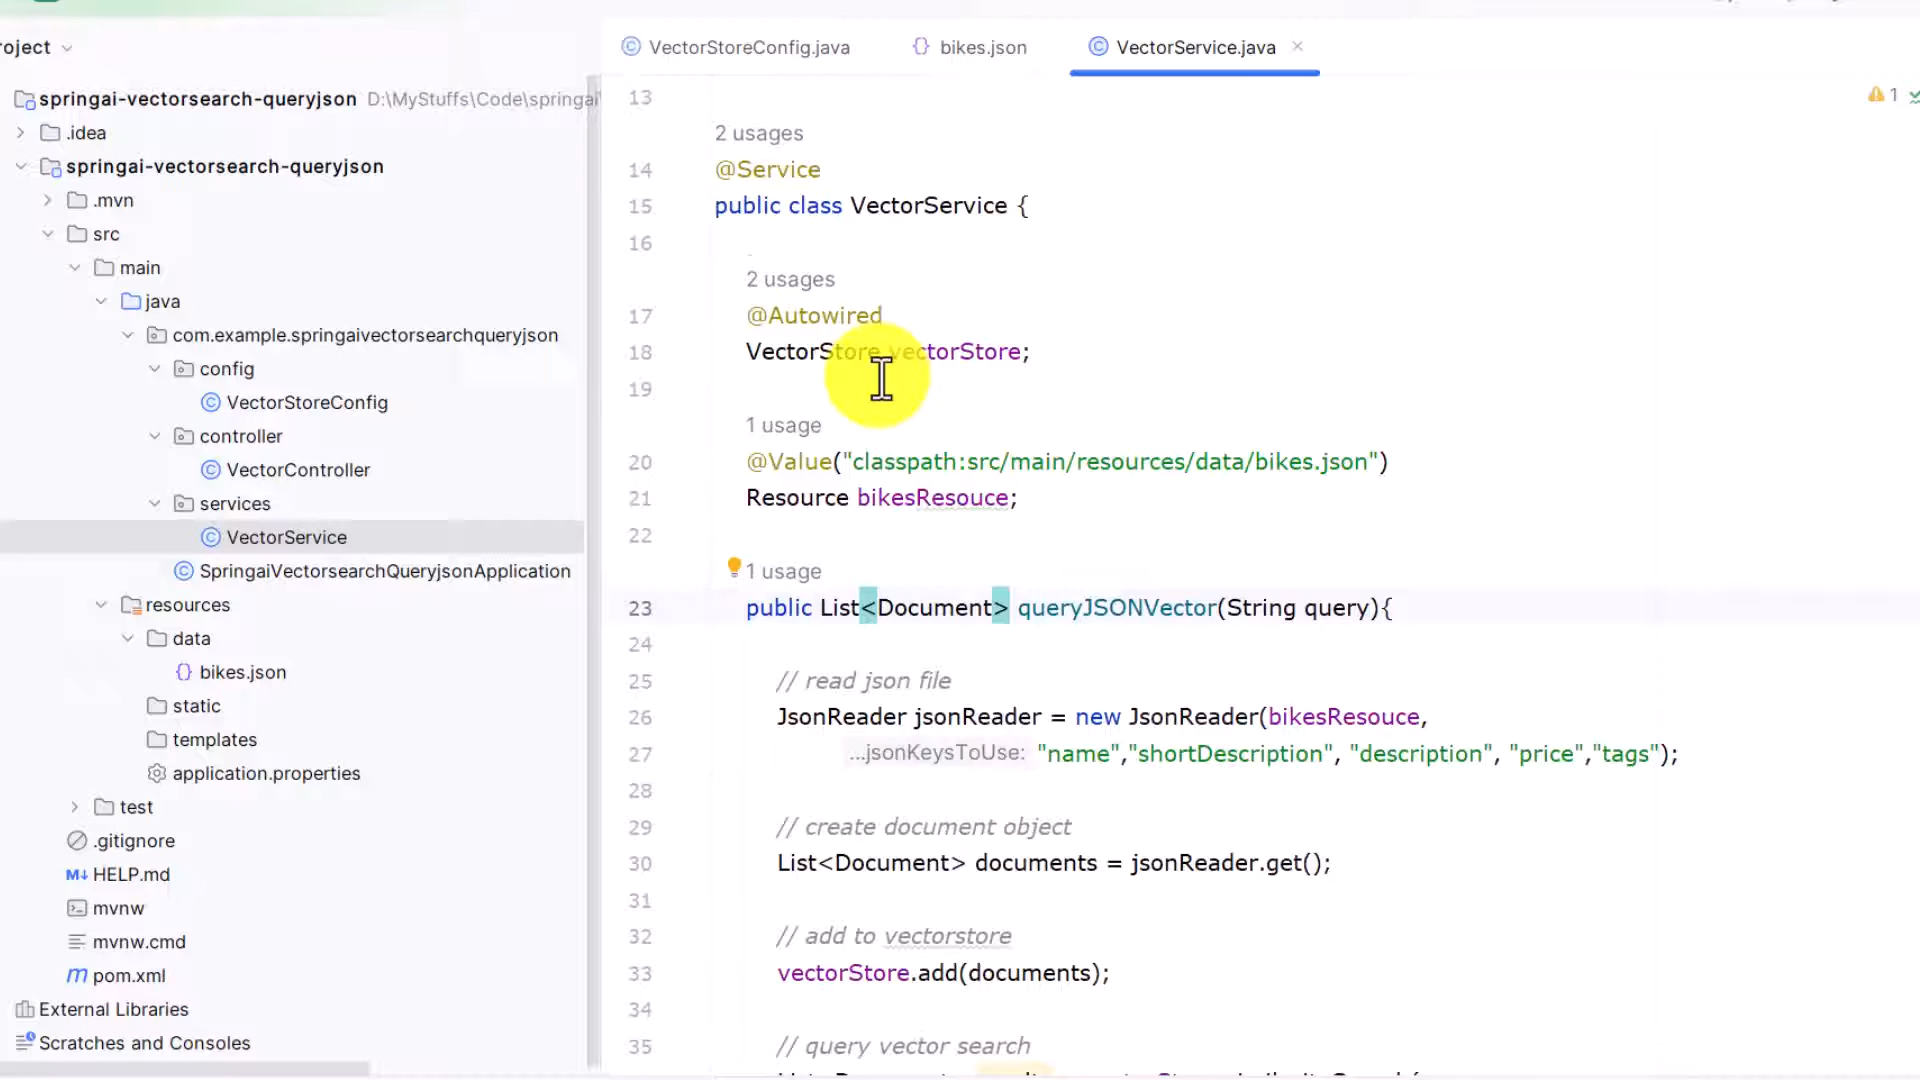 roject
springai-vectorsearch-queryjson D:\MyStuffs\Code\springai
.idea
springai-vectorsearch-queryjson
.mvn
src
main
java
com.example.springaivectorsearchqueryjson
config
VectorStoreConfig
controller
VectorController
services
VectorService
SpringaiVectorsearchQueryjsonApplication
resources
data
bikes.json
static
templates
application.properties
test
.gitignore
HELP.md
mvnw
mvnw.cmd
pom.xml
External Libraries
Scratches and Consoles
VectorStoreConfig.java bikes.json VectorService.java
1
13
2 usages
14 @Service
15 public class VectorService {
16
2 usages
17 @Autowired
18 VectorStore vectorStore;
19
1 usage
20 @Value("classpath:src/main/resources/data/bikes.json")
21 Resource bikesResouce;
22
1 usage
23 public List<Document> queryJSONVector(String query){
24
25 // read json file
26 JsonReader jsonReader = new JsonReader(bikesResouce,
27 ...jsonKeysToUse: "name","shortDescription", "description", "price","tags");
28
29 // create document object
30 List<Document> documents = jsonReader.get();
31
32 // add to vectorstore
33 vectorStore.add(documents);
34
35 // query vector search